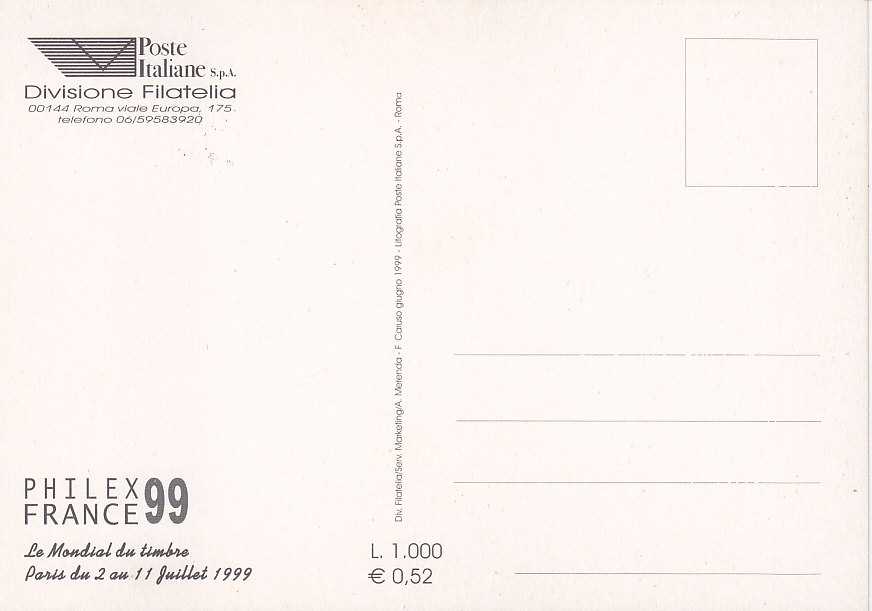 Poste
Italiane S.p.A.
Divisione Filatelia
00144 Roma viale Europa, 175
telefono 06/59583920
Div. Filatelia/Serv. Marketing/A. Merenda - F. Caruso giugno 1999 - Litografia Poste Italiane S.p.A. - Roma
PHILEX
FRANCE 99
Le Mondial du timbre
Paris du 2 au 11 Juillet 1999
L. 1.000
€ 0,52